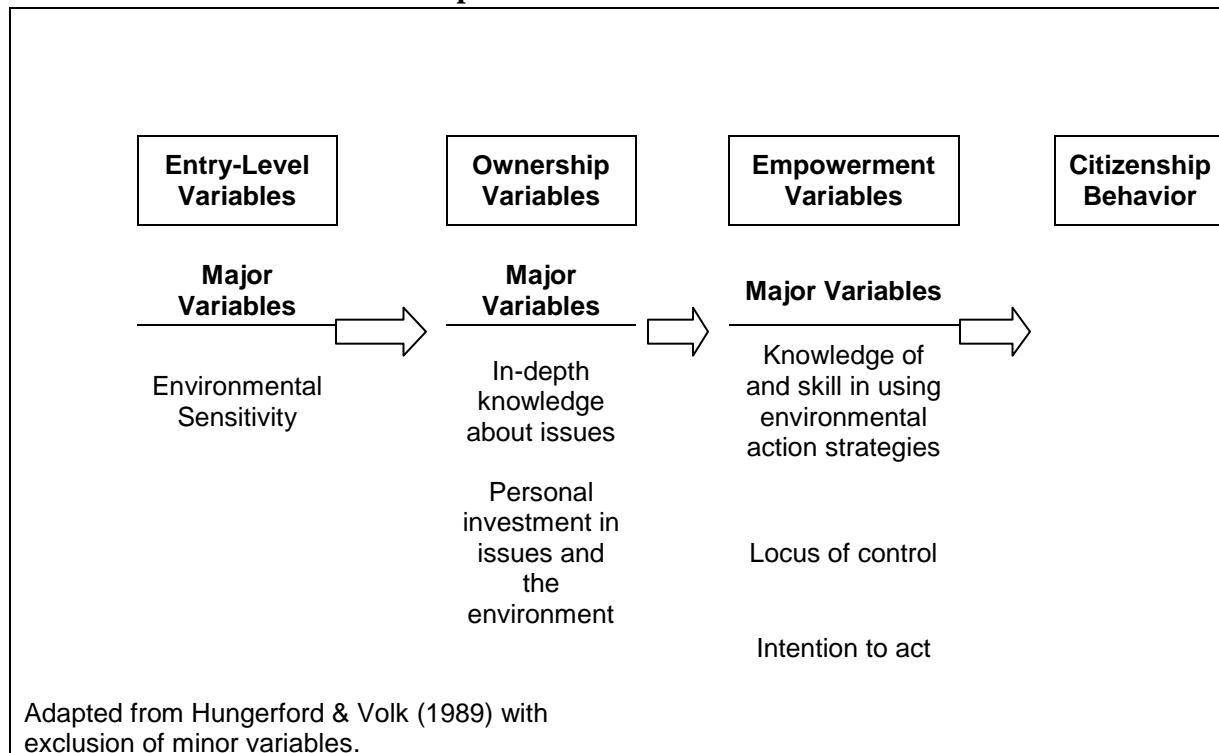 Entry-Level
Variables
Ownership
Variables
Empowerment
Variables
Citizenship
Behavior
Major
Variables
Environmental
Sensitivity
Major
Variables
In-depth
knowledge
about issues
Personal
investment in
issues and
the
environment
Major Variables
Knowledge of
and skill in using
environmental
action strategies
Locus of control
Intention to act
Adapted from Hungerford & Volk (1989) with
exclusion of minor variables.